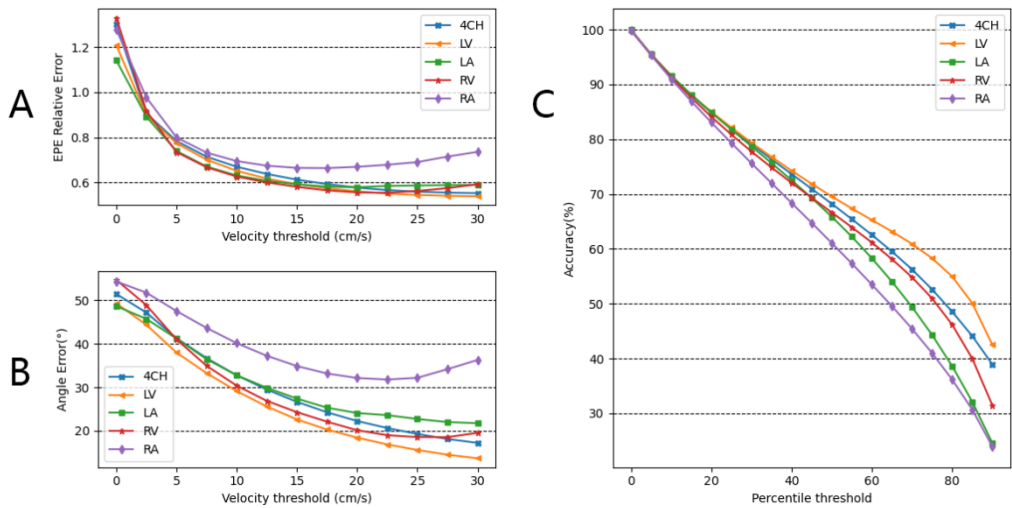 A
EPE Relative Error
1.2
1.0
0.8
0.6
4CH
LV
LA
RV
RA
0 5 10 15 20 25 30
Velocity threshold (cm/s)
B
Angle Error(°)
50
40
30
20
4CH
LV
LA
RV
RA
0 5 10 15 20 25 30
Velocity threshold (cm/s)
C
Accuracy(%)
100
90
80
70
60
50
40
30
4CH
LV
LA
RV
RA
0 20 40 60 80
Percentile threshold